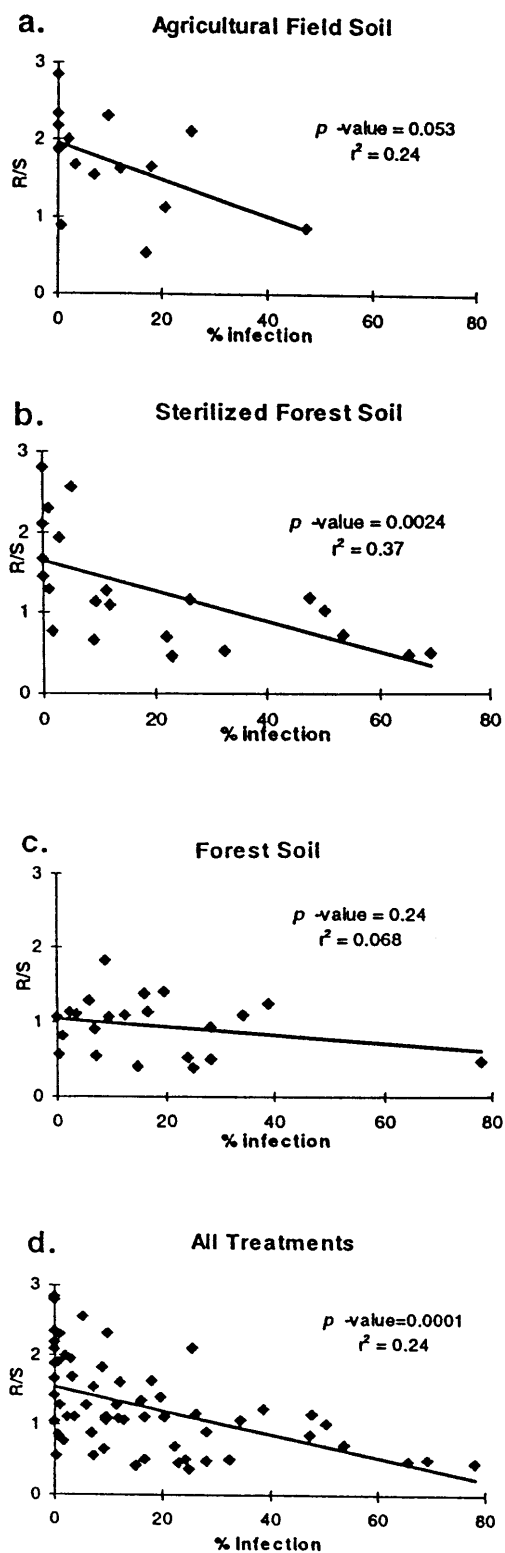 a.
Agricultural Field Soil
p -value = 0.053
r² = 0.24
R/S
3
2
1
0
0 20 40 60 80
% infection
b.
Sterilized Forest Soil
p -value = 0.0024
r² = 0.37
R/S
3
2
1
0
0 20 40 60 80
% infection
c.
Forest Soil
p -value = 0.24
r² = 0.068
R/S
3
2
1
0
0 20 40 60 80
% infection
d.
All Treatments
p -value=0.0001
r² = 0.24
R/S
3
2
1
0
0 20 40 60 80
% infection